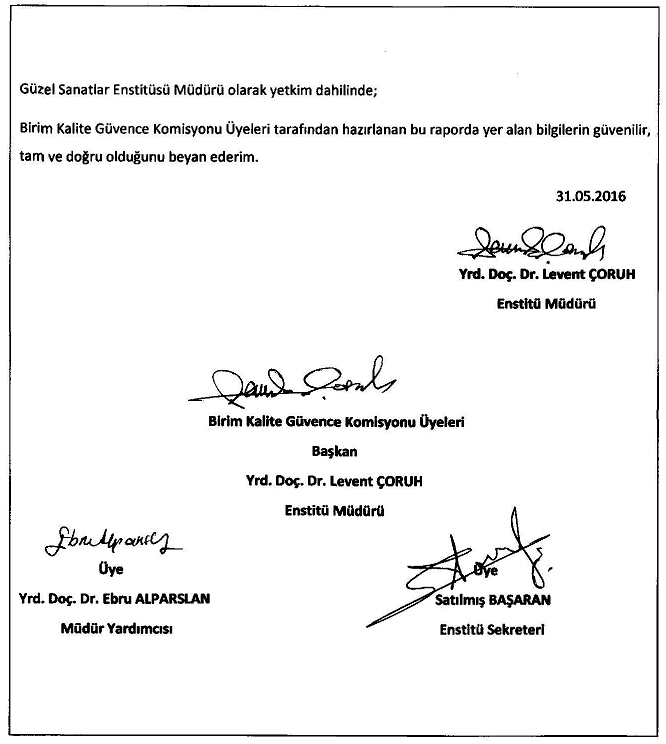 Güzel Sanatlar Enstitüsü Müdürü olarak yetkim dahilinde;
Birim Kalite Güvence Komisyonu Üyeleri tarafından hazırlanan bu raporda yer alan bilgilerin güvenilir,
tam ve doğru olduğunu beyan ederim.
31.05.2016
Yrd. Doç. Dr. Levent ÇORUH
Enstitü Müdürü
Birim Kalite Güvence Komisyonu Üyeleri
Başkan
Yrd. Doç. Dr. Levent ÇORUH
Enstitü Müdürü
Ebru Alparslan
Üye
Yrd. Doç. Dr. Ebru ALPARSLAN
Müdür Yardımcısı
Üye
Satılmış BAŞARAN
Enstitü Sekreteri